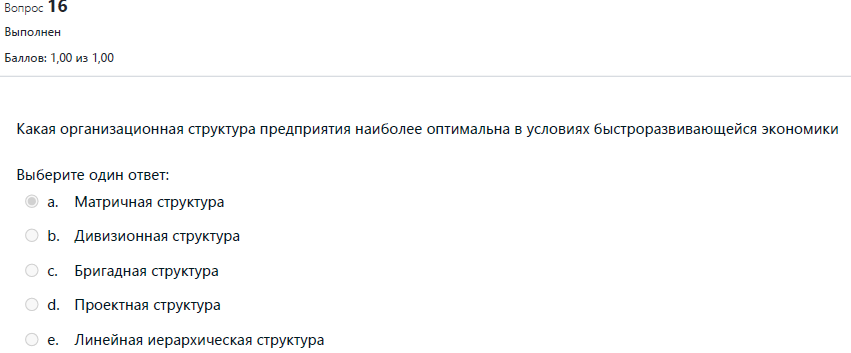 Вопрос 16
Выполнен
Баллов: 1,00 из 1,00
Какая организационная структура предприятия наиболее оптимальна в условиях быстроразвивающейся экономики
Выберите один ответ:
a. Матричная структура
b. Дивизионная структура
c. Бригадная структура
d. Проектная структура
e. Линейная иерархическая структура